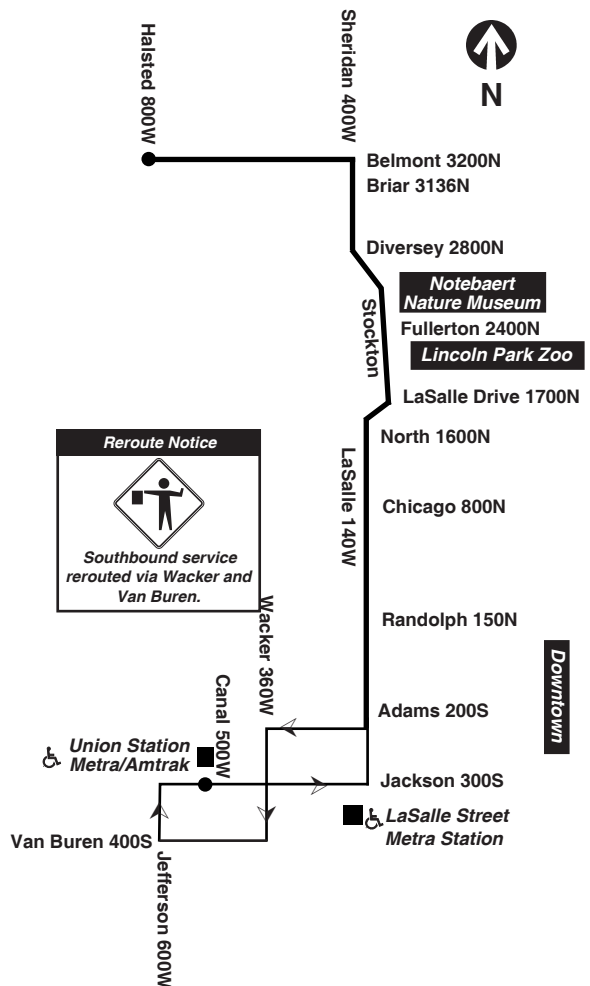 Halsted 800W
Sheridan 400W
N
Belmont 3200N
Briar 3136N
Diversey 2800N
Notebaert
Nature Museum
Stockton
Fullerton 2400N
Lincoln Park Zoo
LaSalle Drive 1700N
North 1600N
Reroute Notice
Southbound service
rerouted via Wacker and
Van Buren.
LaSalle 140W
Chicago 800N
Randolph 150N
Wacker 360W
Downtown
Canal 500W
Adams 200S
Union Station
Metra/Amtrak
Jackson 300S
LaSalle Street
Metra Station
Van Buren 400S
Jefferson 600W